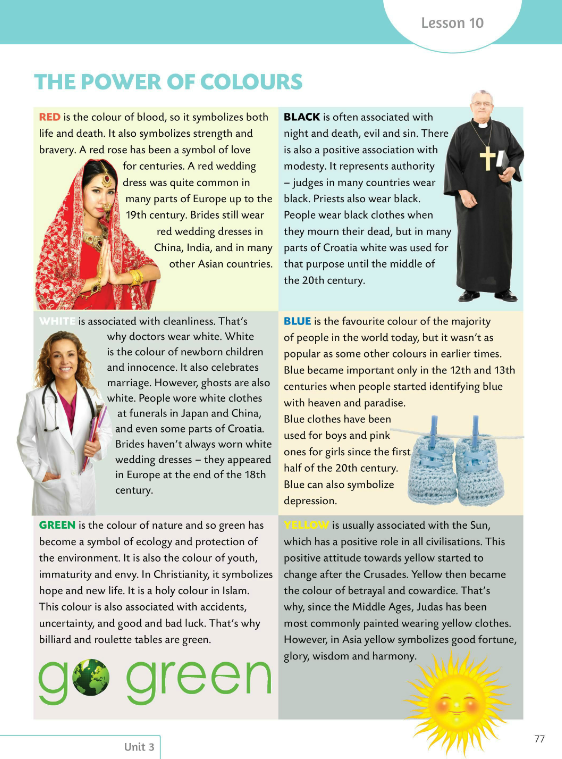 Lesson 10
THE POWER OF COLOURS
RED is the colour of blood, so it symbolizes both
life and death. It also symbolizes strength and
bravery. A red rose has been a symbol of love
for centuries. A red wedding
dress was quite common in
many parts of Europe up to the
19th century. Brides still wear
red wedding dresses in
China, India, and in many
other Asian countries.
BLACK is often associated with
night and death, evil and sin. There
is also a positive association with
modesty. It represents authority
– judges in many countries wear
black. Priests also wear black.
People wear black clothes when
they mourn their dead, but in many
parts of Croatia white was used for
that purpose until the middle of
the 20th century.
WHITE is associated with cleanliness. That's
why doctors wear white. White
is the colour of newborn children
and innocence. It also celebrates
marriage. However, ghosts are also
white. People wore white clothes
at funerals in Japan and China,
and even some parts of Croatia.
Brides haven't always worn white
wedding dresses – they appeared
in Europe at the end of the 18th
century.
BLUE is the favourite colour of the majority
of people in the world today, but it wasn't as
popular as some other colours in earlier times.
Blue became important only in the 12th and 13th
centuries when people started identifying blue
with heaven and paradise.
Blue clothes have been
used for boys and pink
ones for girls since the first
half of the 20th century.
Blue can also symbolize
depression.
GREEN is the colour of nature and so green has
become a symbol of ecology and protection of
the environment. It is also the colour of youth,
immaturity and envy. In Christianity, it symbolizes
hope and new life. It is a holy colour in Islam.
This colour is also associated with accidents,
uncertainty, and good and bad luck. That's why
billiard and roulette tables are green.
go green
YELLOW is usually associated with the Sun,
which has a positive role in all civilisations. This
positive attitude towards yellow started to
change after the Crusades. Yellow then became
the colour of betrayal and cowardice. That's
why, since the Middle Ages, Judas has been
most commonly painted wearing yellow clothes.
However, in Asia yellow symbolizes good fortune,
glory, wisdom and harmony.
Unit 3
77